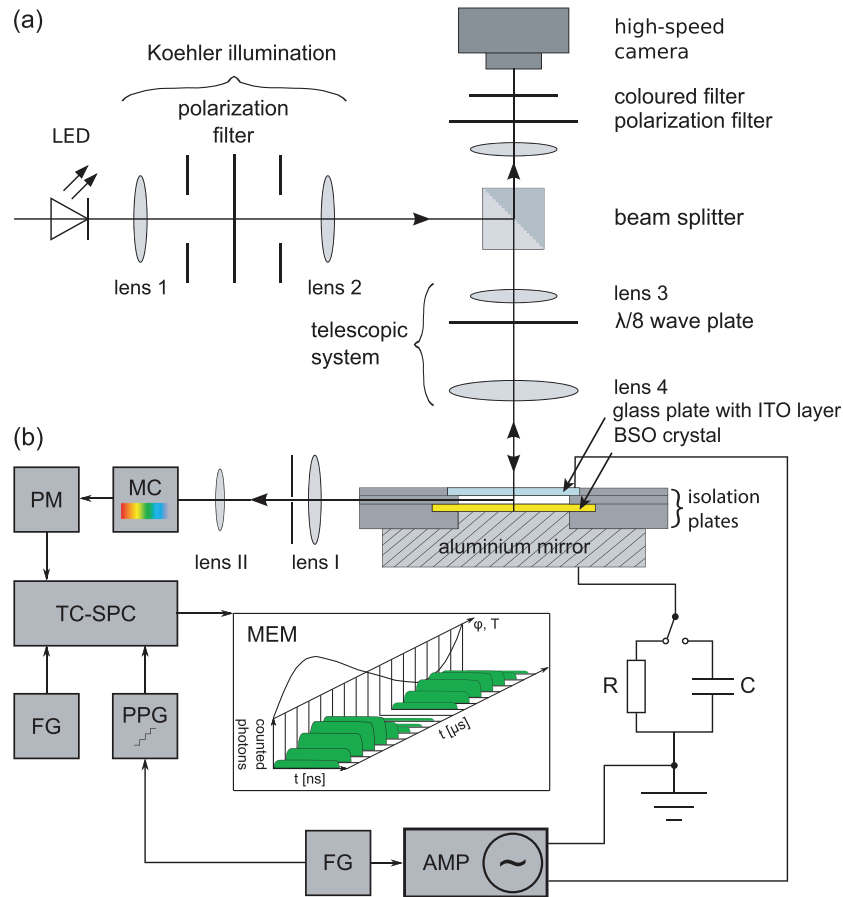 (a)
Koehler illumination
polarization
filter
LED
lens 1
lens 2
high-speed
camera
coloured filter
polarization filter
beam splitter
lens 3
λ/8 wave plate
telescopic
system
lens 4
glass plate with ITO layer
BSO crystal
(b)
PM
MC
lens II
lens I
isolation
plates
aluminium mirror
TC-SPC
MEM
φ, T
counted
photons
t [ns]
t [µs]
R
C
FG
PPG
FG
AMP
~